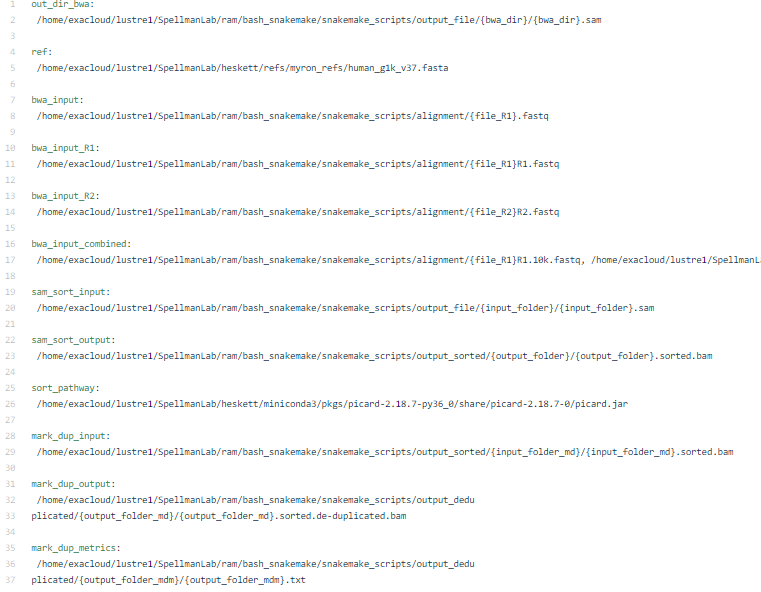 1 out_dir_bwa:
2 /home/exacloud/lustre1/SpellmanLab/ram/bash_snakemake/snakemake_scripts/output_file/{bwa_dir}/{bwa_dir}.sam
3
4 ref:
5 /home/exacloud/lustre1/SpellmanLab/heskett/refs/myron_refs/human_g1k_v37.fasta
6
7 bwa_input:
8 /home/exacloud/lustre1/SpellmanLab/ram/bash_snakemake/snakemake_scripts/alignment/{file_R1}.fastq
9
10 bwa_input_R1:
11 /home/exacloud/lustre1/SpellmanLab/ram/bash_snakemake/snakemake_scripts/alignment/{file_R1}R1.fastq
12
13 bwa_input_R2:
14 /home/exacloud/lustre1/SpellmanLab/ram/bash_snakemake/snakemake_scripts/alignment/{file_R2}R2.fastq
15
16 bwa_input_combined:
17 /home/exacloud/lustre1/SpellmanLab/ram/bash_snakemake/snakemake_scripts/alignment/{file_R1}R1.10k.fastq, /home/exacloud/lustre1/SpellmanL
18
19 sam_sort_input:
20 /home/exacloud/lustre1/SpellmanLab/ram/bash_snakemake/snakemake_scripts/output_file/{input_folder}/{input_folder}.sam
21
22 sam_sort_output:
23 /home/exacloud/lustre1/SpellmanLab/ram/bash_snakemake/snakemake_scripts/output_sorted/{output_folder}/{output_folder}.sorted.bam
24
25 sort_pathway:
26 /home/exacloud/lustre1/SpellmanLab/heskett/miniconda3/pkgs/picard-2.18.7-py36_0/share/picard-2.18.7-0/picard.jar
27
28 mark_dup_input:
29 /home/exacloud/lustre1/SpellmanLab/ram/bash_snakemake/snakemake_scripts/output_sorted/{input_folder_md}/{input_folder_md}.sorted.bam
30
31 mark_dup_output:
32 /home/exacloud/lustre1/SpellmanLab/ram/bash_snakemake/snakemake_scripts/output_dedu
33 plicated/{output_folder_md}/{output_folder_md}.sorted.de-duplicated.bam
34
35 mark_dup_metrics:
36 /home/exacloud/lustre1/SpellmanLab/ram/bash_snakemake/snakemake_scripts/output_dedu
37 plicated/{output_folder_mdm}/{output_folder_mdm}.txt